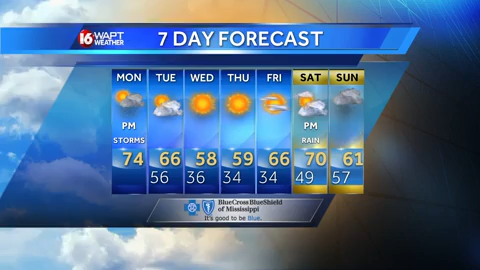 16 WAPT
WEATHER
7 DAY FORECAST
MON TUE WED THU FRI SAT SUN
PM PM
STORMS RAIN
74 66 58 59 66 70 61
56 36 34 34 49 57
BlueCross BlueShield
of Mississippi
It's good to be Blue.